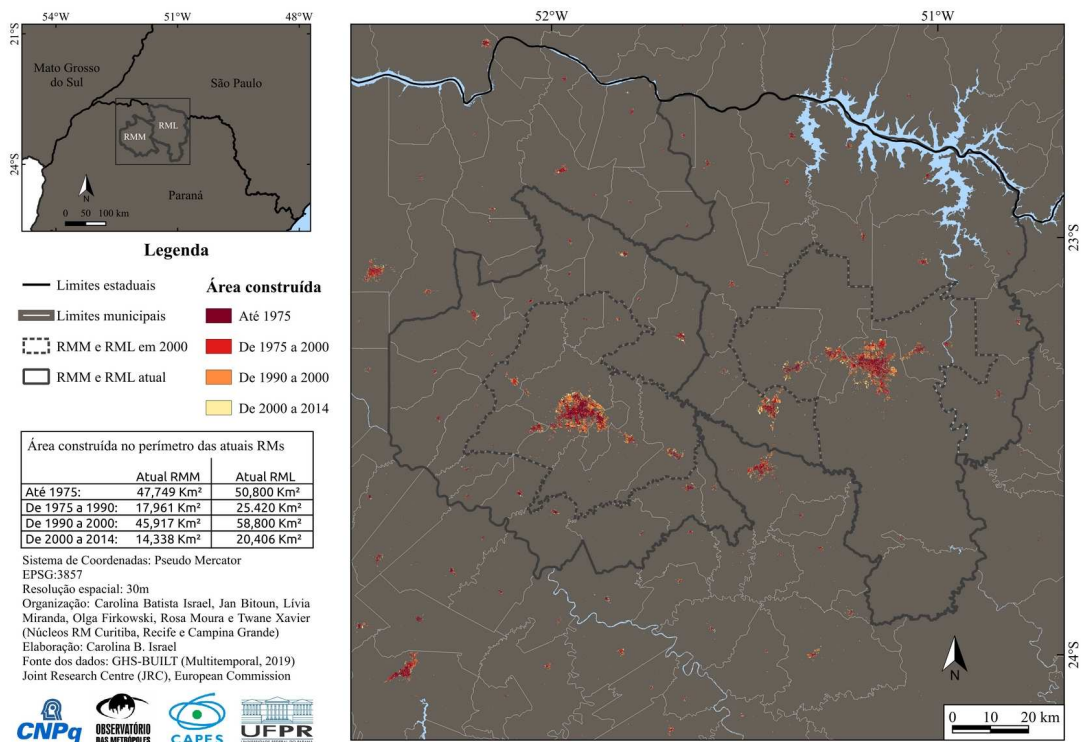 54°W
51°W
48°W
21°S
24°S
Mato Grosso
do Sul
São Paulo
RML
RMM
Paraná
N
0 50 100 km
Legenda
Limites estaduais
Limites municipais
RMM e RML em 2000
RMM e RML atual
Área construída
Até 1975
De 1975 a 2000
De 1990 a 2000
De 2000 a 2014
Área construída no perímetro das atuais RMs
Atual RMM Atual RML
Até 1975: 47,749 Km² 50,800 Km²
De 1975 a 1990: 17,961 Km² 25.420 Km²
De 1990 a 2000: 45,917 Km² 58,800 Km²
De 2000 a 2014: 14,338 Km² 20,406 Km²
Sistema de Coordenadas: Pseudo Mercator
EPSG:3857
Resolução espacial: 30m
Organização: Carolina Batista Israel, Jan Bitoun, Lívia
Miranda, Olga Firkowski, Rosa Moura e Twane Xavier
(Núcleos RM Curitiba, Recife e Campina Grande)
Elaboração: Carolina B. Israel
Fonte dos dados: GHS-BUILT (Multitemporal, 2019)
Joint Research Centre (JRC), European Commission
CNPq
OBSERVATÓRIO
DAS METRÓPOLES
CAPES
UFPR
52°W
51°W
23°S
24°S
N
0 10 20 km